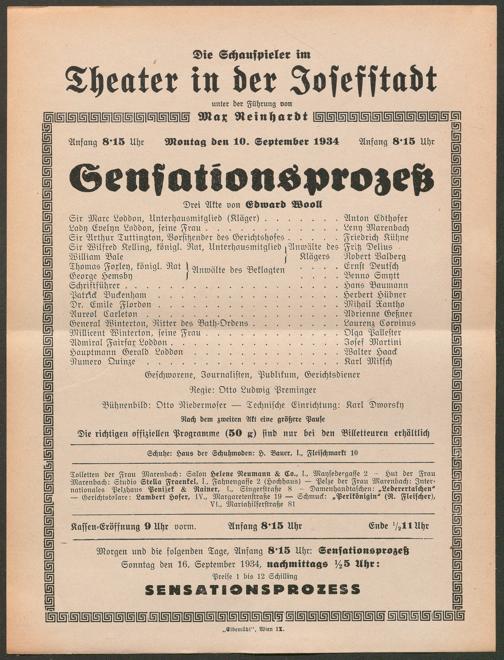 Die Schauspieler im
Theater in der Josefstadt
unter der Führung von
Max Reinhardt
Anfang 8·15 Uhr Montag den 10. September 1934 Anfang 8·15 Uhr
Sensationsprozeß
Drei Akte von Edward Wooll
Sir Marc Loddon, Unterhausmitglied (Kläger) . . . . . . . Anton Edthofer
Lady Evelyn Loddon, seine Frau . . . . . . . Leny Marenbach
Sir Arthur Tuttington, Vorsitzender des Gerichtshofes . . . . . . Friedrich Kühne
Sir Wilfred Kelling, königl. Rat, Unterhausmitglied } Anwälte des Fritz Delius
William Bale } Klägers Robert Valberg
Thomas Foxley, königl. Rat } Anwälte des Beklagten . . . . . Ernst Deutsch
George Hemsby } . . . . . Benno Smytt
Schriftführer . . . . . . . Hans Baumann
Patrick Buckenham . . . . . . . Herbert Hübner
Dr. Emile Flordon . . . . . . . Mihail Xantho
Aureol Carleton . . . . . . . Adrienne Geßner
General Winterton, Ritter des Bath-Ordens . . . . . . . Laurenz Corvinus
Millicent Winterton, seine Frau . . . . . . . Olga Pallester
Admiral Fairfax Loddon . . . . . . . Josef Martini
Hauptmann Gerald Loddon . . . . . . . Walter Haack
Numero Quinze . . . . . . . Karl Miksch
Geschworene, Journalisten, Publikum, Gerichtsdiener
Regie: Otto Ludwig Preminger
Bühnenbild: Otto Niedermoser — Technische Einrichtung: Karl Dworsky
Nach dem zweiten Akt eine größere Pause
Die richtigen offiziellen Programme (50 g) sind nur bei den Billetteuren erhältlich
Schuhe: Haus der Schuhmoden: H. Bauer, I., Fleischmarkt 10
Toiletten der Frau Marenbach: Salon Helene Neumann & Co., I., Maysedergasse 2 — Hut der Frau
Marenbach: Studio Stella Fraenkel, I., Fahnengasse 2 (Hochhaus) — Pelze der Frau Marenbach: Inter-
nationales Pelzhaus Penizek & Rainer, I., Singerstraße 8 — Damenhandtaschen: „Lederertaschen“
— Gerichtstalare: Lambert Hofer, IV., Margaretenstraße 19 — Schmuck: „Perlkönigin“ (R. Fleischer),
VI., Mariahilferstraße 81
Kassen-Eröffnung 9 Uhr vorm. Anfang 8·15 Uhr Ende ½11 Uhr
Morgen und die folgenden Tage, Anfang 8·15 Uhr: Sensationsprozeß
Sonntag den 16. September 1934, nachmittags ½5 Uhr:
Preise 1 bis 12 Schilling
SENSATIONSPROZESS
„Elbemühl“, Wien IX.